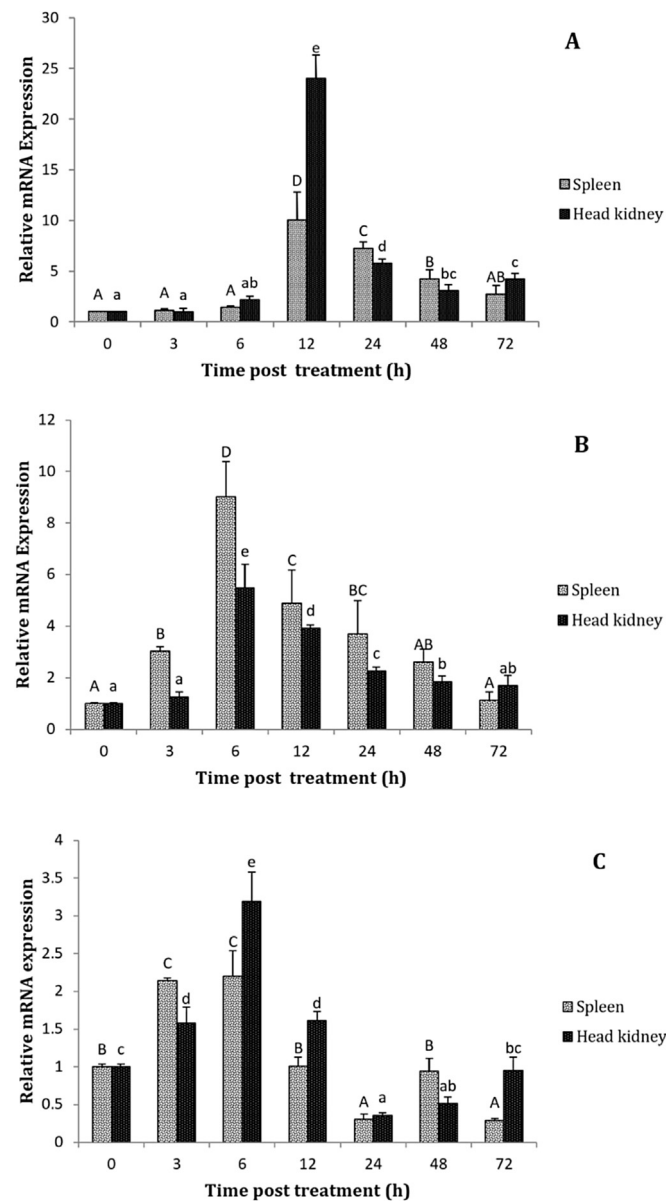 A
30
25
20
15
10
5
0
Relative mRNA Expression
A a A a A ab D e C d B bc AB c
0 3 6 12 24 48 72
Time post treatment (h)
Spleen
Head kidney
B
12
10
8
6
4
2
0
Relative mRNA Expression
A a B a D e C d BC c AB b A ab
0 3 6 12 24 48 72
Time post treatment (h)
Spleen
Head kidney
C
4
3.5
3
2.5
2
1.5
1
0.5
0
Relative mRNA expression
B c C d C e B d A a B ab A bc
0 3 6 12 24 48 72
Time post treatment (h)
Spleen
Head kidney